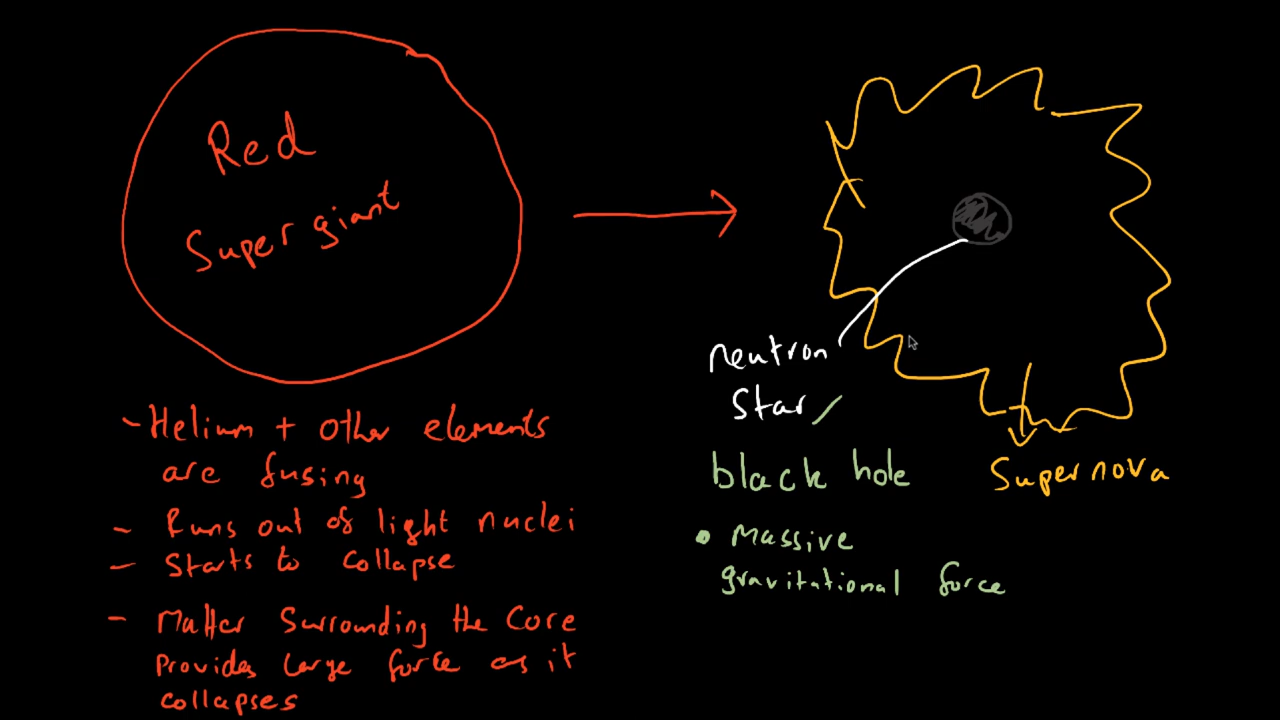 Red
Supergiant
- Helium + other elements
are fusing
- Runs out of light nuclei
- Starts to collapse
- Matter Surrounding the Core
provides large force as it
collapses
neutron
Star/
black hole
• Massive
gravitational force
Supernova